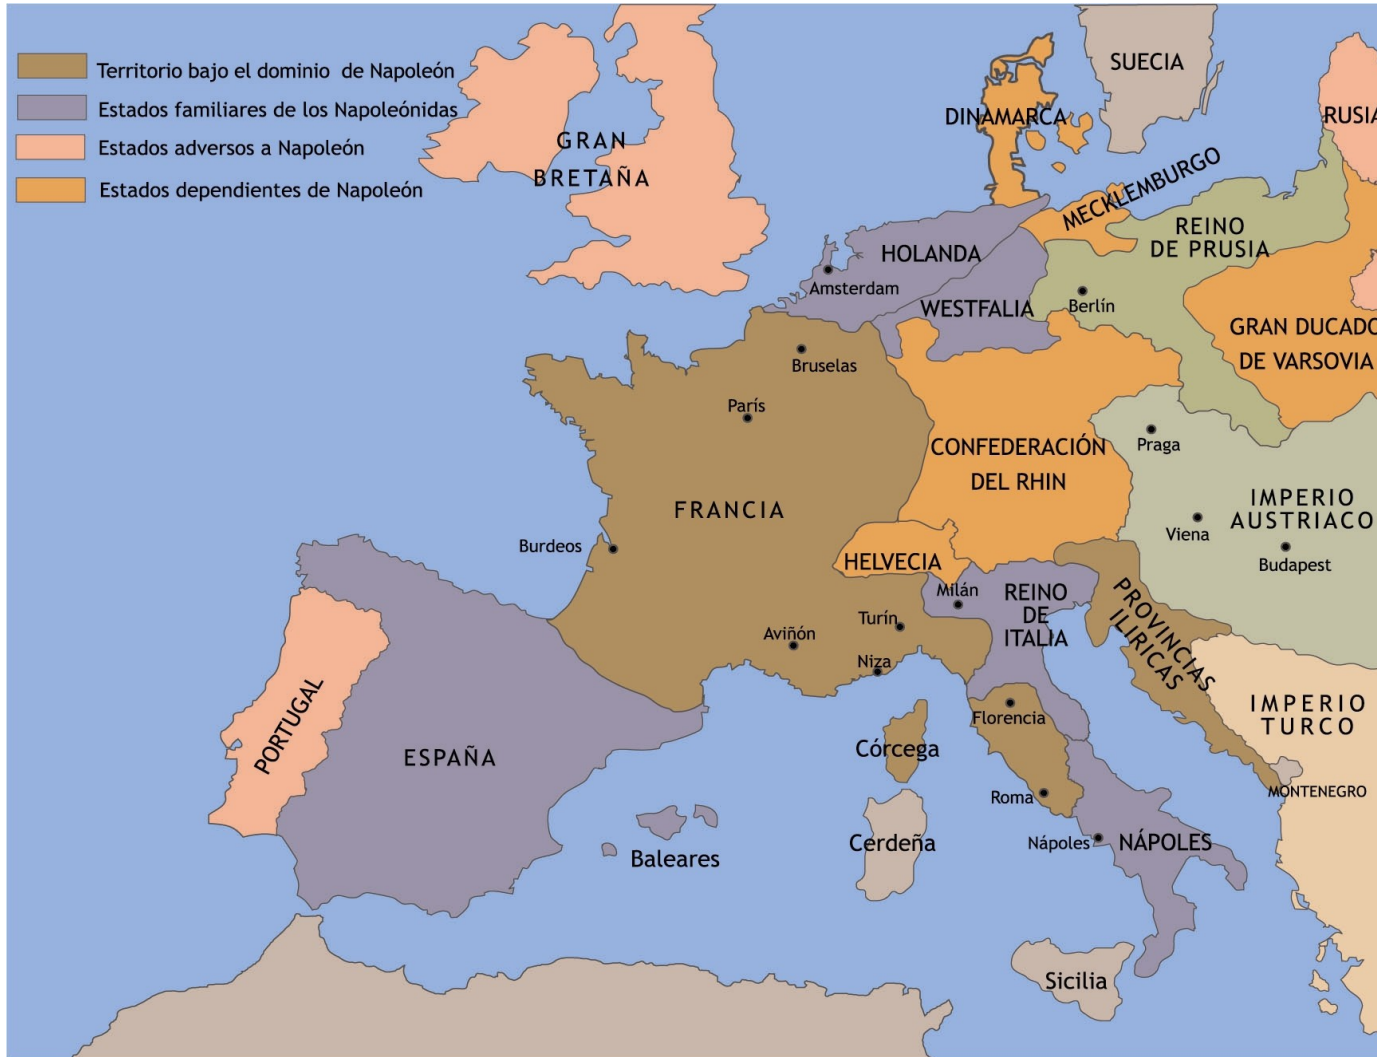 Territorio bajo el dominio de Napoleón
Estados familiares de los Napoleónidas
Estados adversos a Napoleón
Estados dependientes de Napoleón
GRAN
BRETAÑA
SUECIA
DINAMARCA
RUSIA
MECKLEMBURGO
REINO
DE PRUSIA
HOLANDA
Amsterdam
WESTFALIA
Berlín
GRAN DUCADO
DE VARSOVIA
Bruselas
París
CONFEDERACIÓN
DEL RHIN
Praga
FRANCIA
IMPERIO
AUSTRIACO
Viena
Budapest
Burdeos
HELVECIA
Milán
REINO
DE
ITALIA
PROVINCIAS
ILIRICAS
Turín
Aviñón
Niza
PORTUGAL
ESPAÑA
Florencia
Córcega
IMPERIO
TURCO
MONTENEGRO
Roma
Cerdeña
Baleares
Nápoles
NÁPOLES
Sicilia